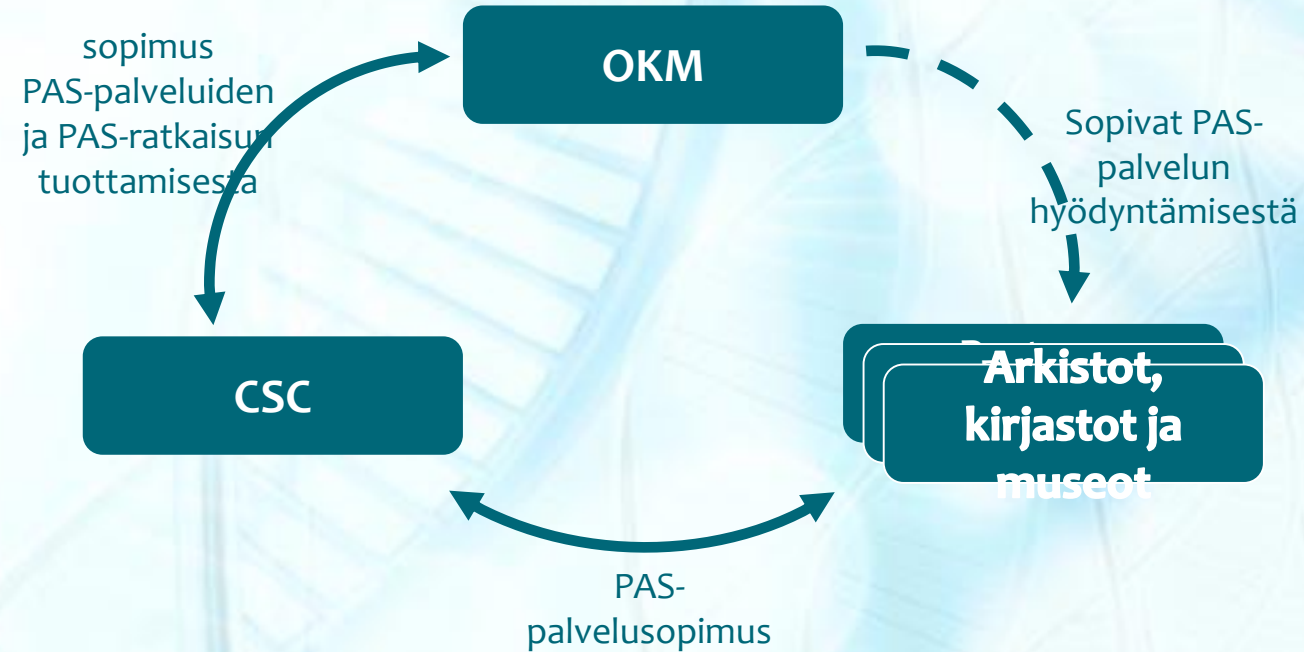 sopimus
PAS-palveluiden
ja PAS-ratkaisun
tuottamisesta
OKM
Sopivat PAS-
palvelun
hyödyntämisestä
CSC
Arkistot,
kirjastot ja
museot
PAS-
palvelusopimus